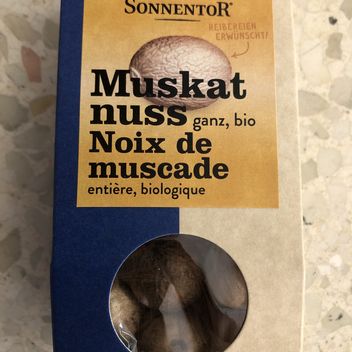 SONNENTOR
REIBEREIEN
ERWÜNSCHT!
Muskat
nuss ganz, bio
Noix de
muscade
entière, biologique